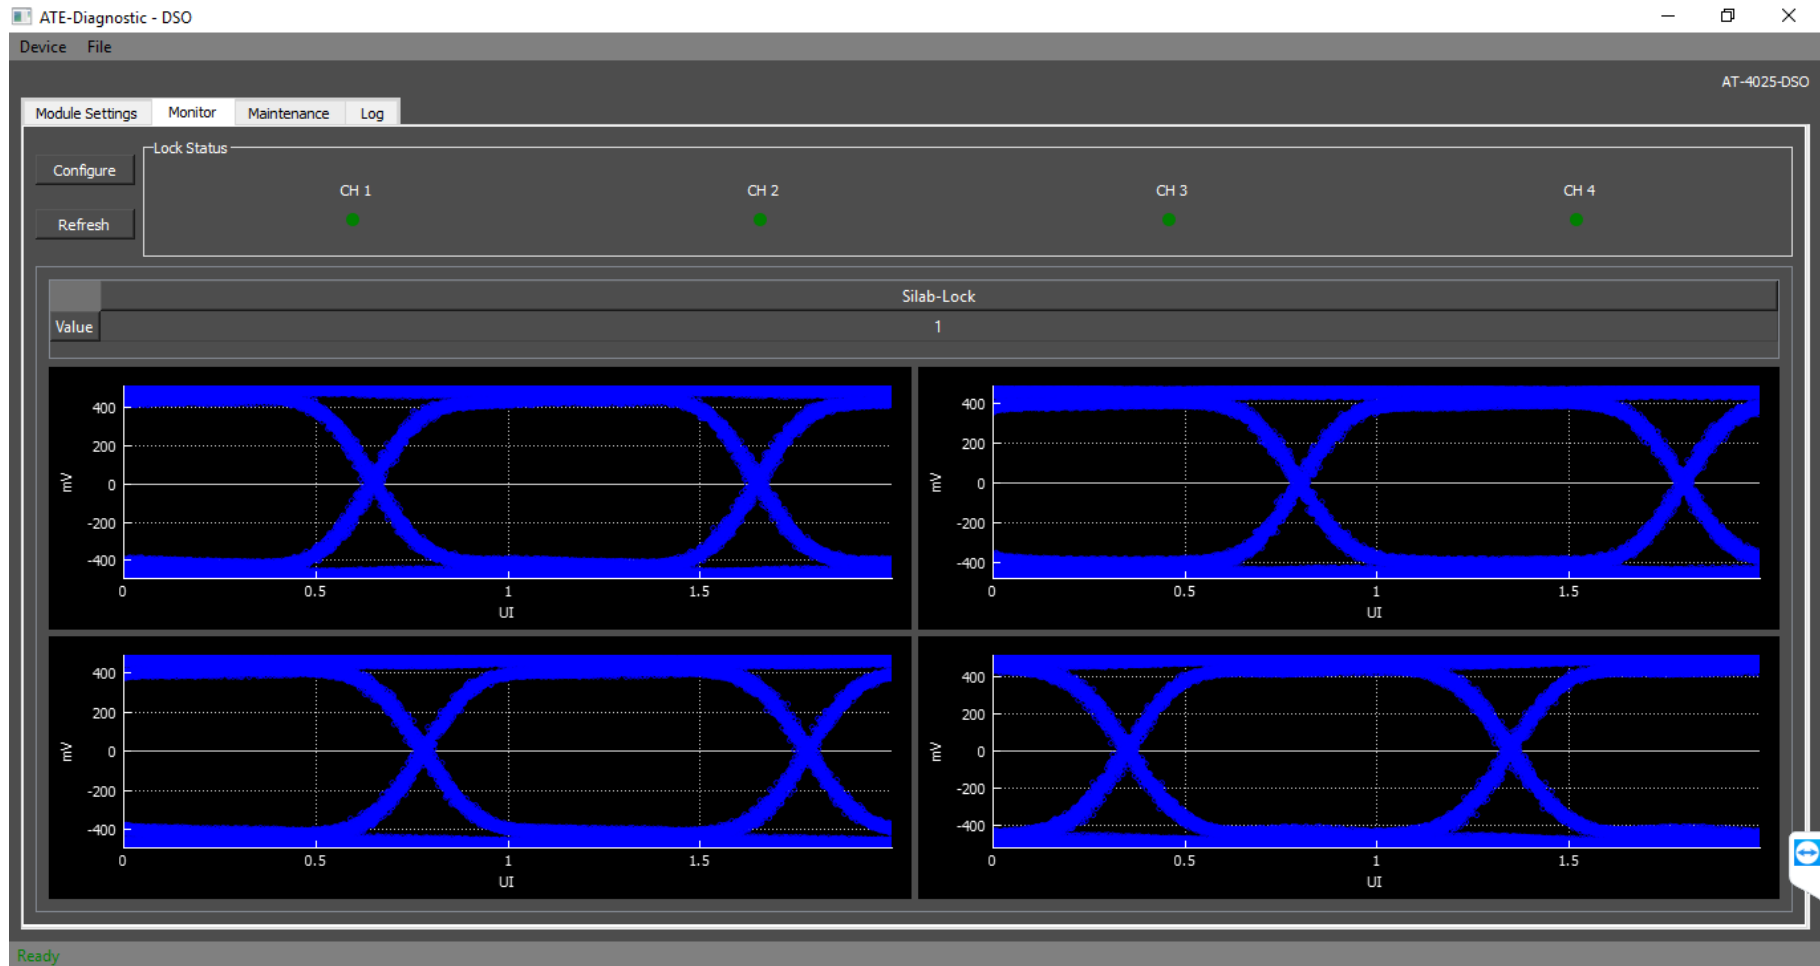 ATE-Diagnostic - DSO
Device File
AT-4025-DSO
Module Settings Monitor Maintenance Log
Configure
Refresh
Lock Status
CH 1 CH 2 CH 3 CH 4
Silab-Lock
Value 1
400
200
0
-200
-400
mV
0 0.5 1 1.5
UI
400
200
0
-200
-400
mV
0 0.5 1 1.5
UI
400
200
0
-200
-400
mV
0 0.5 1 1.5
UI
400
200
0
-200
-400
mV
0 0.5 1 1.5
UI
Ready